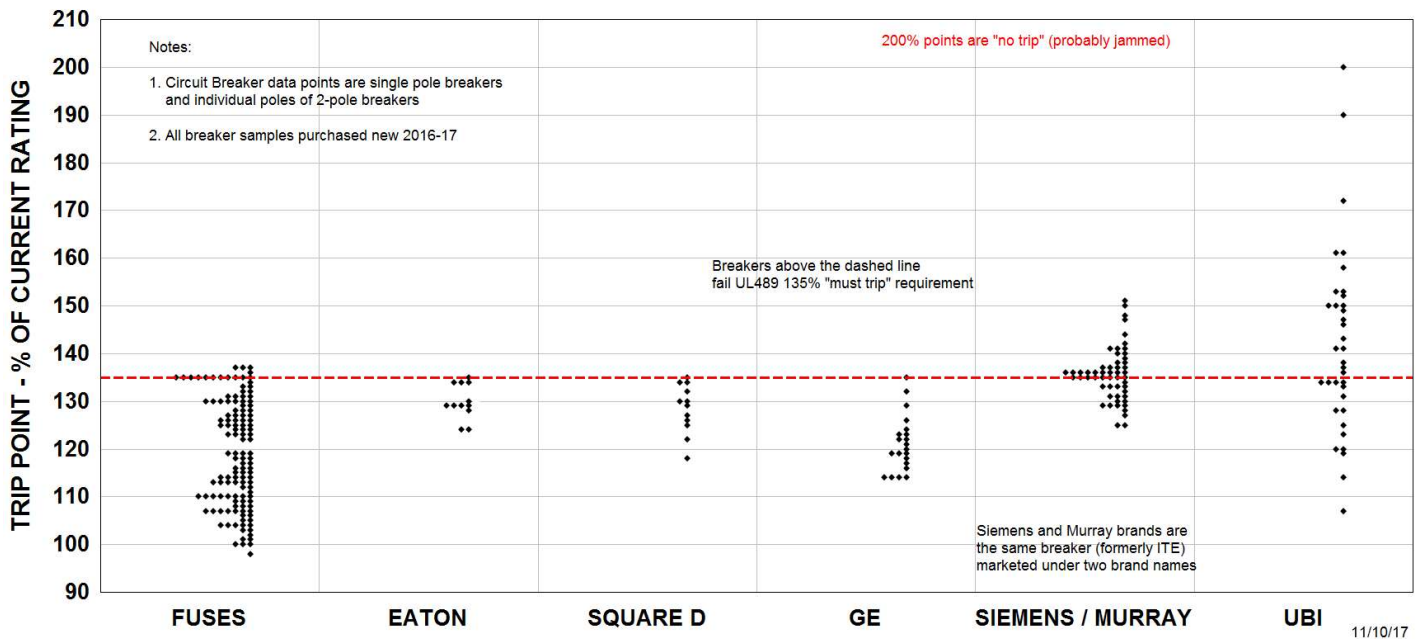 TRIP POINT - % OF CURRENT RATING
210
200
190
180
170
160
150
140
130
120
110
100
90
Notes:
1. Circuit Breaker data points are single pole breakers
and individual poles of 2-pole breakers
2. All breaker samples purchased new 2016-17
200% points are "no trip" (probably jammed)
Breakers above the dashed line
fail UL489 135% "must trip" requirement
Siemens and Murray brands are
the same breaker (formerly ITE)
marketed under two brand names
FUSES
EATON
SQUARE D
GE
SIEMENS / MURRAY
UBI
11/10/17